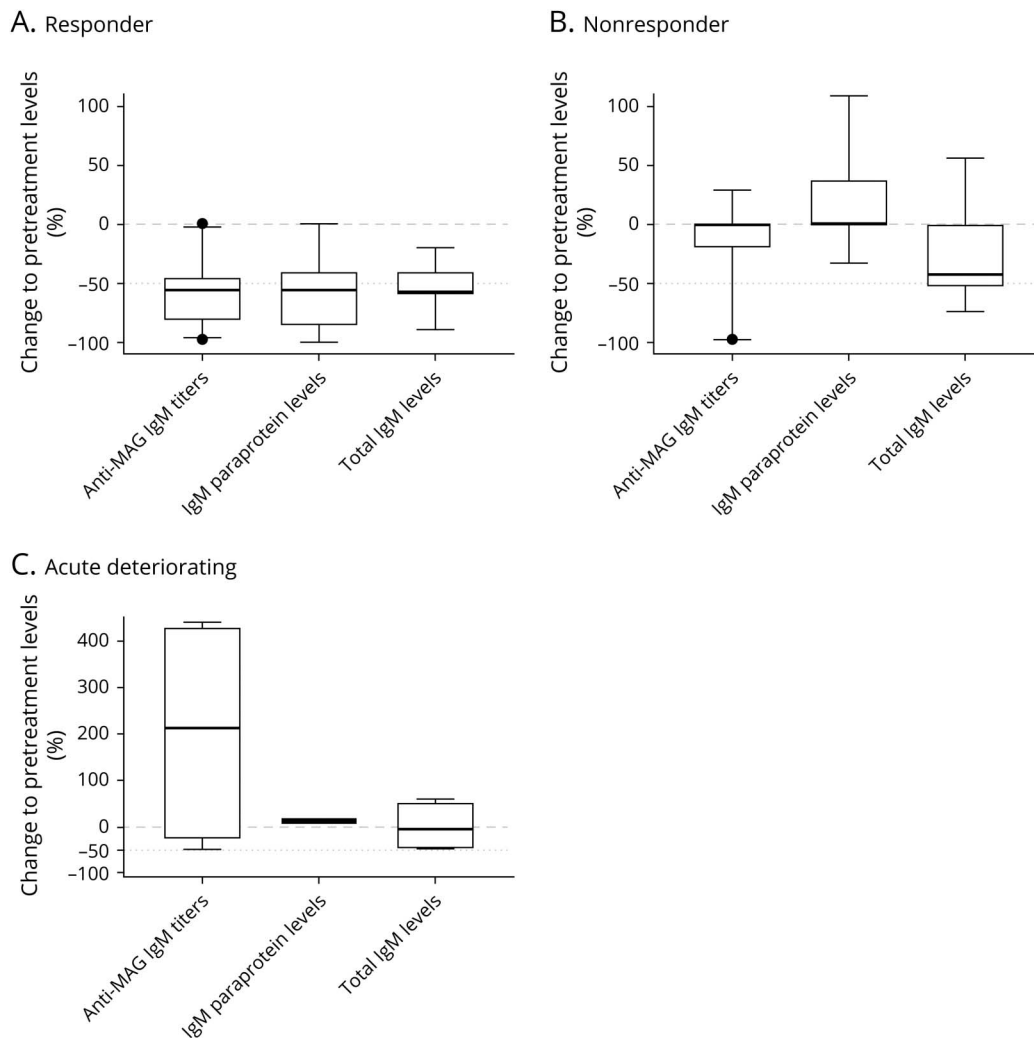 A. Responder
Change to pretreatment levels
(%)
100
50
0
–50
–100
Anti-MAG IgM titers
IgM paraprotein levels
Total IgM levels
B. Nonresponder
Change to pretreatment levels
(%)
100
50
0
–50
–100
Anti-MAG IgM titers
IgM paraprotein levels
Total IgM levels
C. Acute deteriorating
Change to pretreatment levels
(%)
400
300
200
100
0
–50
–100
Anti-MAG IgM titers
IgM paraprotein levels
Total IgM levels